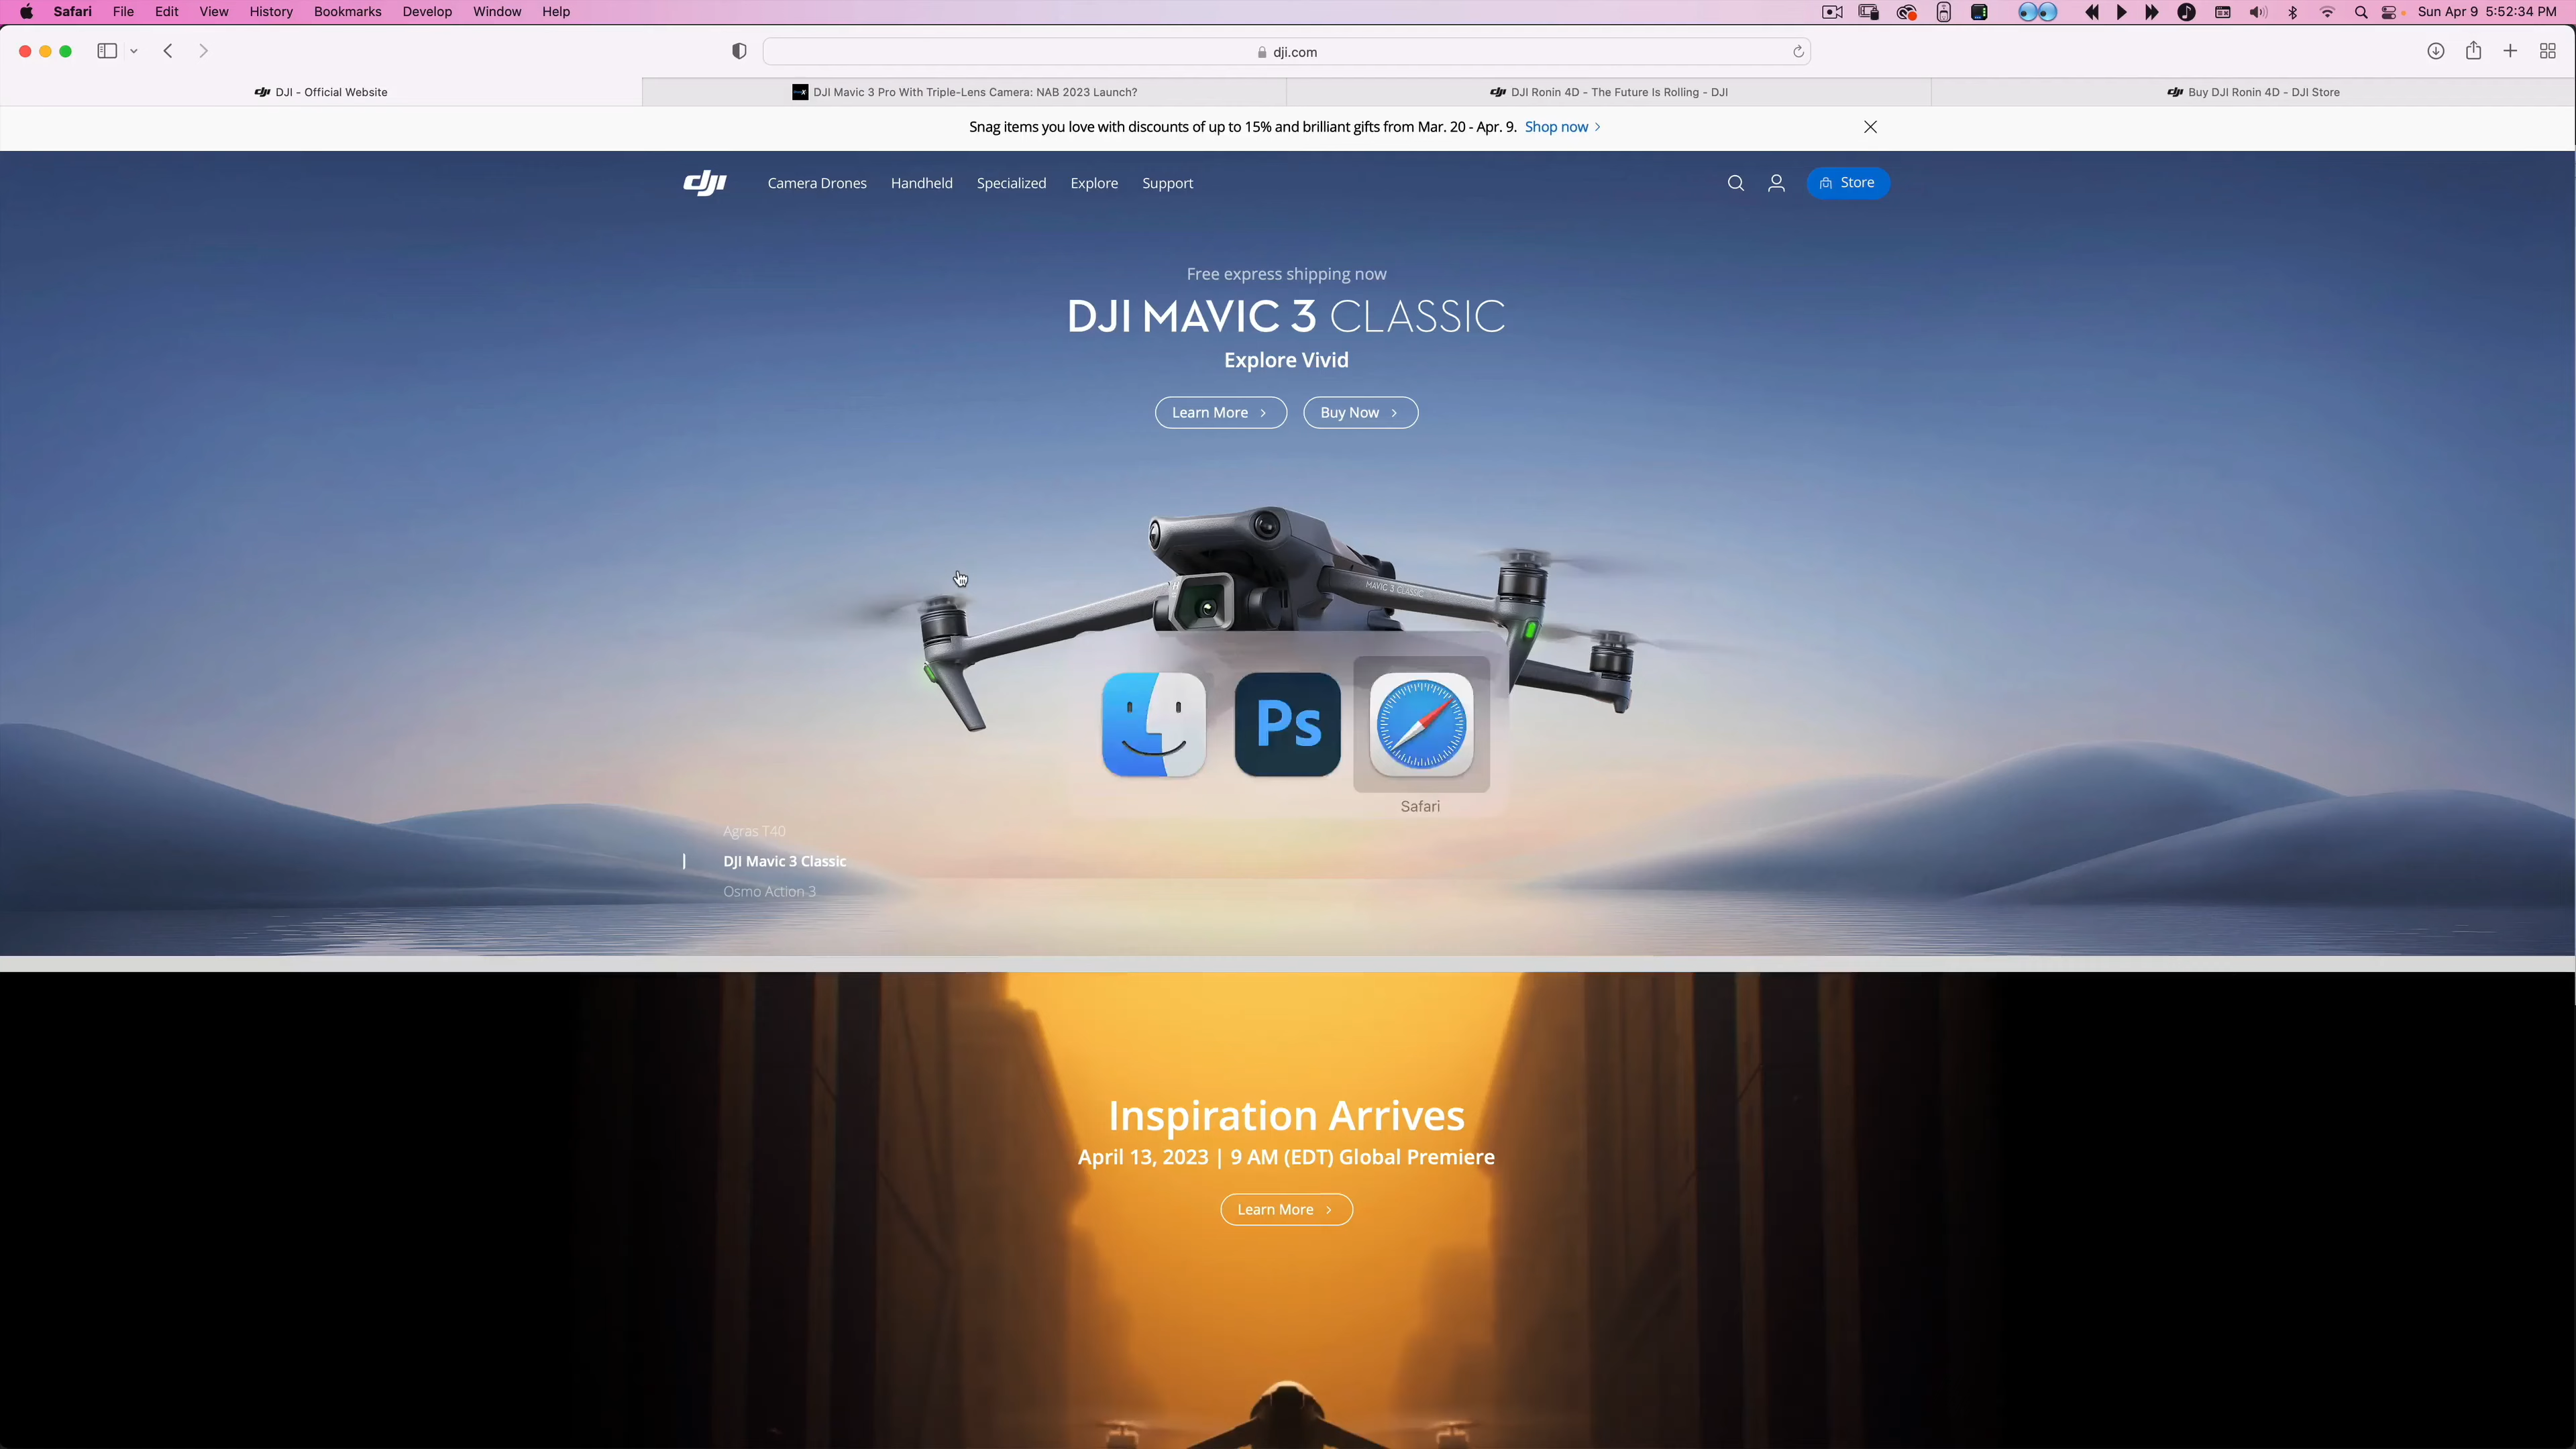 Safari File Edit View History Bookmarks Develop Window Help
Sun Apr 9 5:52:34 PM
dji.com
DJI - Official Website
DJI Mavic 3 Pro With Triple-Lens Camera: NAB 2023 Launch?
DJI Ronin 4D - The Future Is Rolling - DJI
Buy DJI Ronin 4D - DJI Store
Snag items you love with discounts of up to 15% and brilliant gifts from Mar. 20 - Apr. 9. Shop now
dji Camera Drones Handheld Specialized Explore Support Store
Free express shipping now
DJI MAVIC 3 CLASSIC
Explore Vivid
Learn More Buy Now
MAVIC 3 CLASSIC
Ps
Safari
Agras T40
DJI Mavic 3 Classic
Osmo Action 3
Inspiration Arrives
April 13, 2023 | 9 AM (EDT) Global Premiere
Learn More